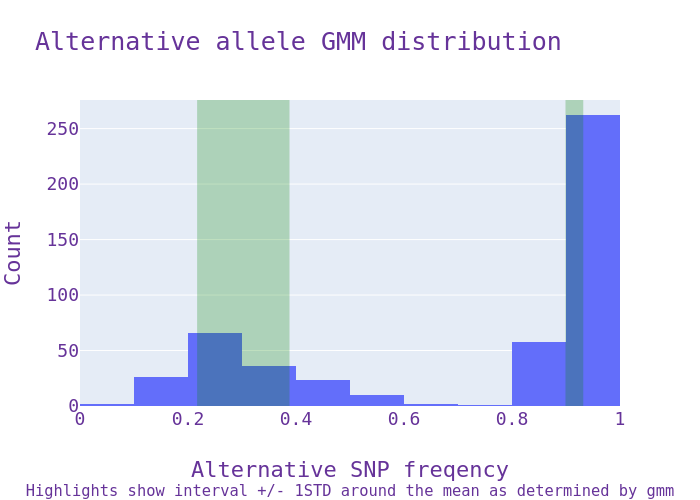 Alternative allele GMM distribution
Count
250
200
150
100
50
0
0 0.2 0.4 0.6 0.8 1
Alternative SNP freqency
Highlights show interval +/- 1STD around the mean as determined by gmm